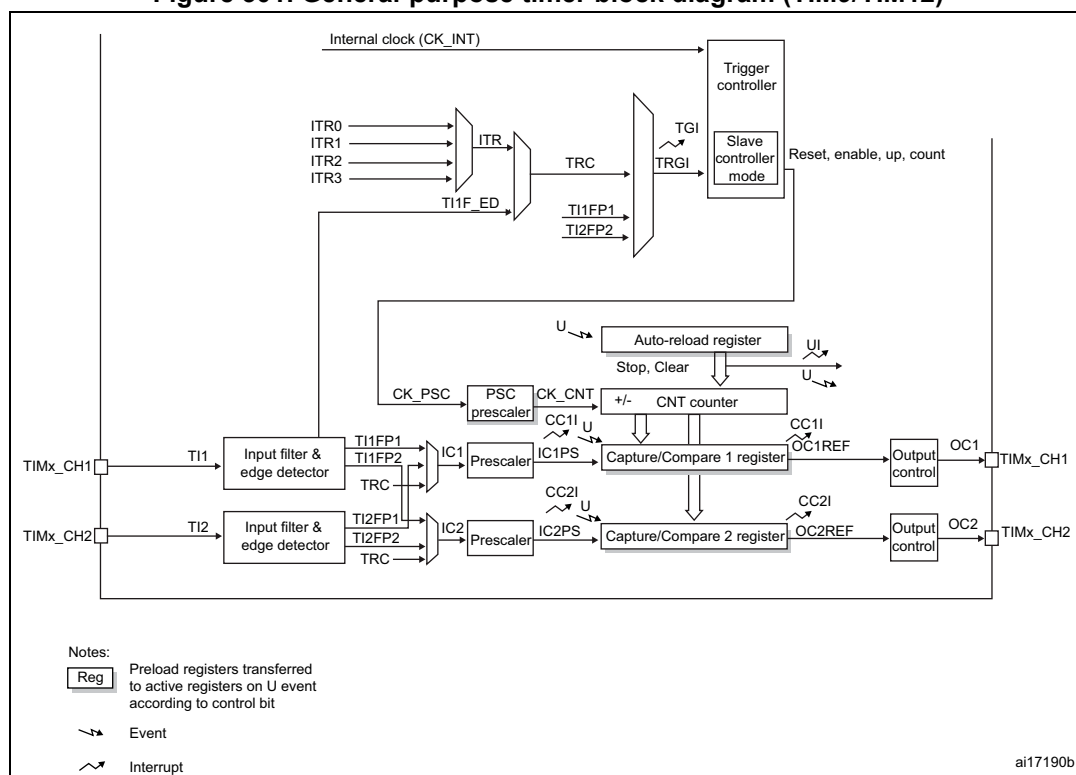 Internal clock (CK_INT)
Trigger
controller
TGI
ITR0
ITR1
ITR2
ITR3
ITR
TRC
TRGI
Slave
controller
mode
Reset, enable, up, count
TI1F_ED
TI1FP1
TI2FP2
U
Auto-reload register
UI
Stop, Clear
U
CK_PSC
PSC
prescaler
CK_CNT
+/-
CNT counter
CC1I
U
CC1I
TIMx_CH1
TI1
Input filter &
edge detector
TI1FP1
TI1FP2
TRC
IC1
Prescaler
IC1PS
Capture/Compare 1 register
OC1REF
Output
control
OC1
TIMx_CH1
CC2I
U
CC2I
TIMx_CH2
TI2
Input filter &
edge detector
TI2FP1
TI2FP2
TRC
IC2
Prescaler
IC2PS
Capture/Compare 2 register
OC2REF
Output
control
OC2
TIMx_CH2
Notes:
Reg
Preload registers transferred
to active registers on U event
according to control bit
Event
Interrupt
ai17190b